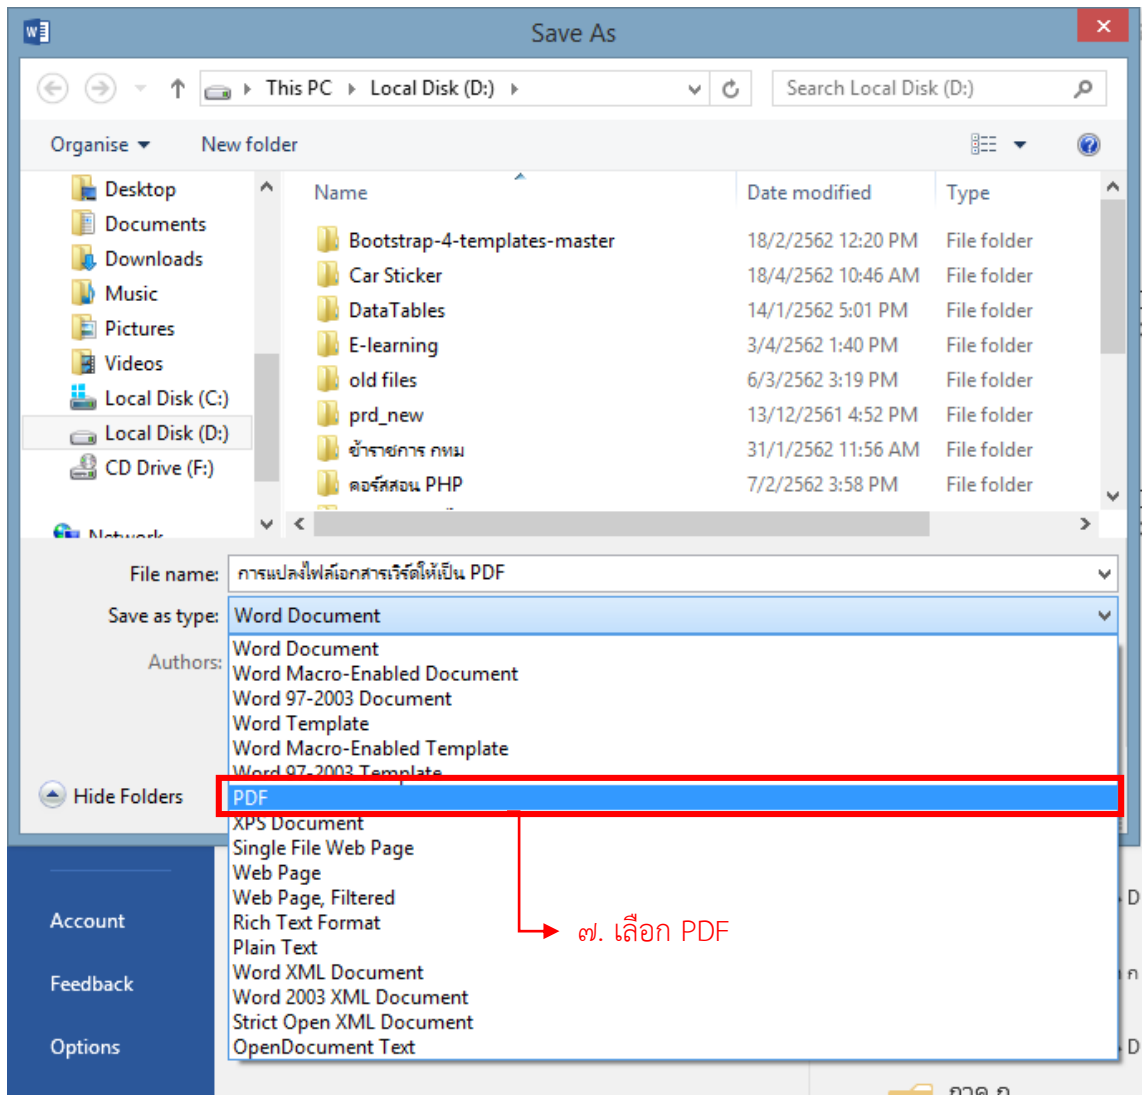 Save As
This PC Local Disk (D:) Search Local Disk (D:)
Organise New folder
Desktop
Documents
Downloads
Music
Pictures
Videos
Local Disk (C:)
Local Disk (D:)
CD Drive (F:)
Network
Name Date modified Type
Bootstrap-4-templates-master 18/2/2562 12:20 PM File folder
Car Sticker 18/4/2562 10:46 AM File folder
DataTables 14/1/2562 5:01 PM File folder
E-learning 3/4/2562 1:40 PM File folder
old files 6/3/2562 3:19 PM File folder
prd_new 13/12/2561 4:52 PM File folder
ข้าราชการ กทม 31/1/2562 11:56 AM File folder
คอร์สสอน PHP 7/2/2562 3:58 PM File folder
File name: การแปลงไฟล์เอกสารเวิร์ดให้เป็น PDF
Save as type: Word Document
Authors:
Word Document
Word Macro-Enabled Document
Word 97-2003 Document
Word Template
Word Macro-Enabled Template
Word 97-2003 Template
Hide Folders
PDF
XPS Document
Single File Web Page
Web Page
Web Page, Filtered
Rich Text Format
Plain Text
Word XML Document
Word 2003 XML Document
Strict Open XML Document
OpenDocument Text
๗. เลือก PDF
Account
Feedback
Options
ภาค ก